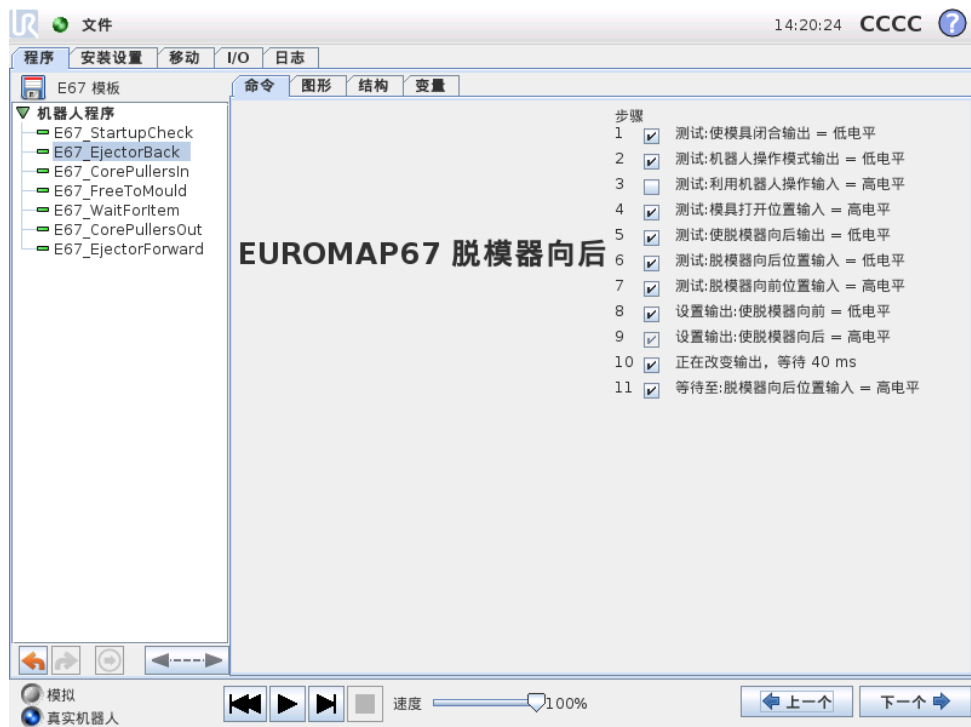 UR 文件 14:20:24 CCCC ?
程序 安装设置 移动 I/O 日志
E67 模板
命令 图形 结构 变量
机器人程序
E67_StartupCheck
E67_EjectorBack
E67_CorePullersIn
E67_FreeToMould
E67_WaitForItem
E67_CorePullersOut
E67_EjectorForward
EUROMAP67 脱模器向后
步骤
1 测试:使模具闭合输出 = 低电平
2 测试:机器人操作模式输出 = 低电平
3 测试:利用机器人操作输入 = 高电平
4 测试:模具打开位置输入 = 高电平
5 测试:使脱模器向后输出 = 低电平
6 测试:脱模器向后位置输入 = 低电平
7 测试:脱模器向前位置输入 = 高电平
8 设置输出:使脱模器向前 = 低电平
9 设置输出:使脱模器向后 = 高电平
10 正在改变输出，等待 40 ms
11 等待至:脱模器向后位置输入 = 高电平
模拟
真实机器人
速度 100%
上一个 下一个